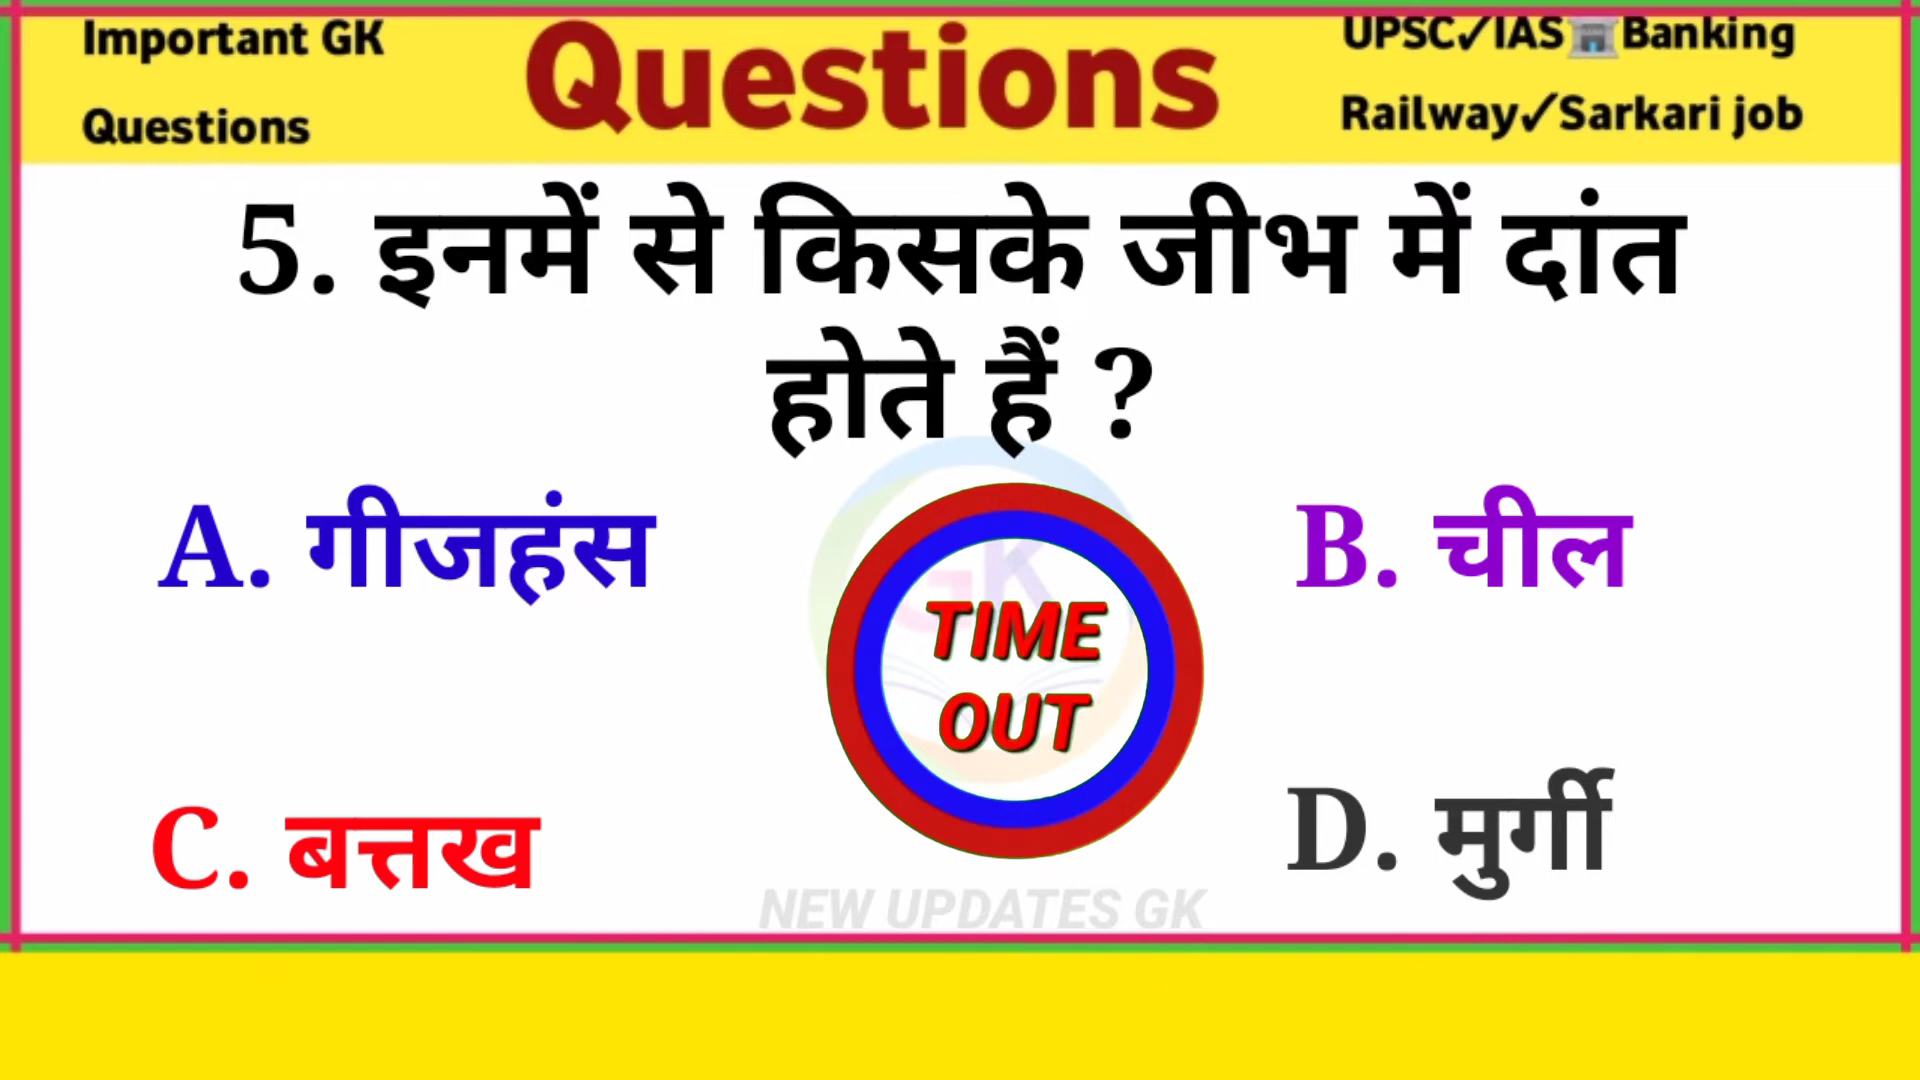 Important GK
Questions
Questions
UPSC✓IAS🏦Banking
Railway✓Sarkari job
5. इनमें से किसके जीभ में दांत
होते हैं ?
A. गीजहंस
B. चील
GK
TIME
OUT
C. बत्तख
D. मुर्गी
NEW UPDATES GK